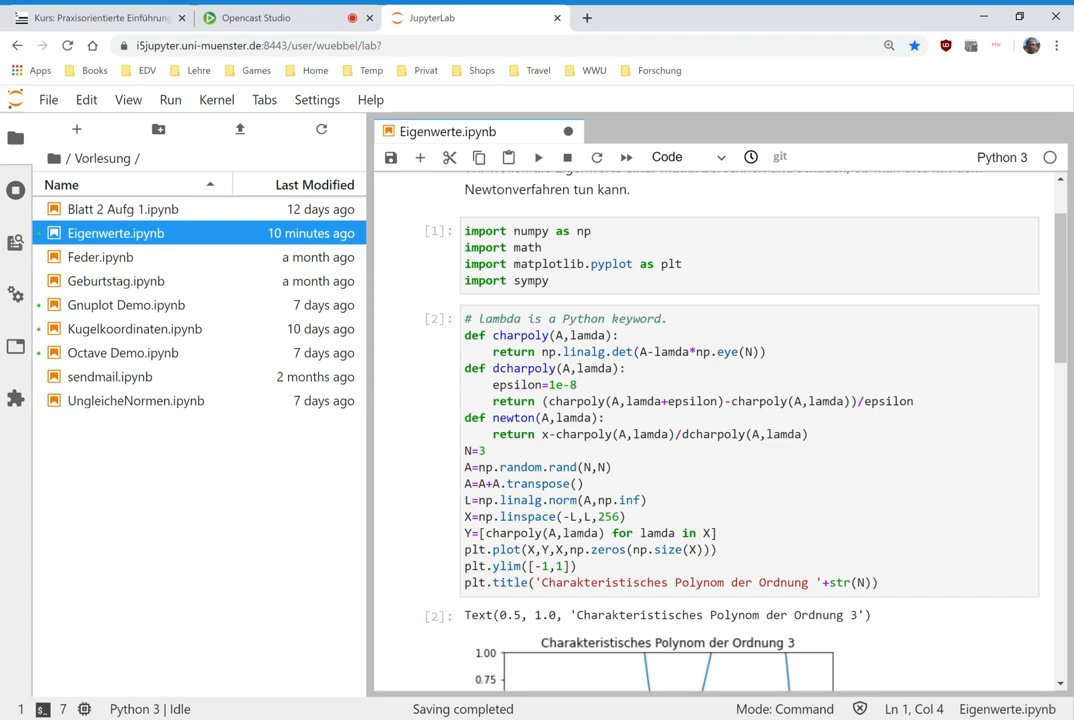 Kurs: Praxisorientierte Einführung
Opencast Studio
JupyterLab
i5jupyter.uni-muenster.de:8443/user/wuebbel/lab?
Apps Books EDV Lehre Games Home Temp Privat Shops Travel WWU Forschung
File Edit View Run Kernel Tabs Settings Help
Eigenwerte.ipynb
/ Vorlesung /
Code
git
Python 3
Name Last Modified
Blatt 2 Aufg 1.ipynb 12 days ago
Eigenwerte.ipynb 10 minutes ago
Feder.ipynb a month ago
Geburtstag.ipynb a month ago
Gnuplot Demo.ipynb 7 days ago
Kugelkoordinaten.ipynb 10 days ago
Octave Demo.ipynb 7 days ago
sendmail.ipynb 2 months ago
UngleicheNormen.ipynb 7 days ago
Newtonverfahren tun kann.
[1]: import numpy as np
import math
import matplotlib.pyplot as plt
import sympy
[2]: # lambda is a Python keyword.
def charpoly(A,lamda):
    return np.linalg.det(A-lamda*np.eye(N))
def dcharpoly(A,lamda):
    epsilon=1e-8
    return (charpoly(A,lamda+epsilon)-charpoly(A,lamda))/epsilon
def newton(A,lamda):
    return x-charpoly(A,lamda)/dcharpoly(A,lamda)
N=3
A=np.random.rand(N,N)
A=A+A.transpose()
L=np.linalg.norm(A,np.inf)
X=np.linspace(-L,L,256)
Y=[charpoly(A,lamda) for lamda in X]
plt.plot(X,Y,X,np.zeros(np.size(X)))
plt.ylim([-1,1])
plt.title('Charakteristisches Polynom der Ordnung '+str(N))
[2]: Text(0.5, 1.0, 'Charakteristisches Polynom der Ordnung 3')
Charakteristisches Polynom der Ordnung 3
1.00
0.75
1 7 Python 3 | Idle Saving completed Mode: Command Ln 1, Col 4 Eigenwerte.ipynb